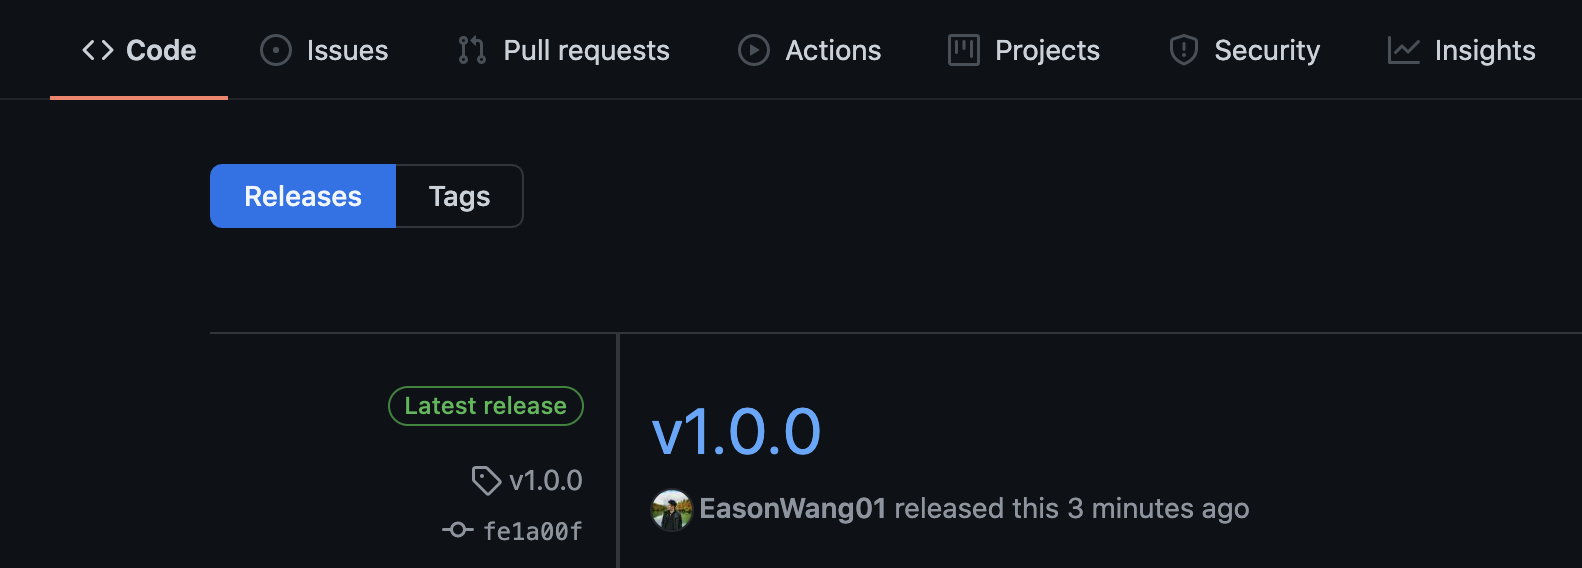 Code Issues Pull requests Actions Projects Security Insights
Releases Tags
Latest release
v1.0.0
fe1a00f
v1.0.0
EasonWang01 released this 3 minutes ago